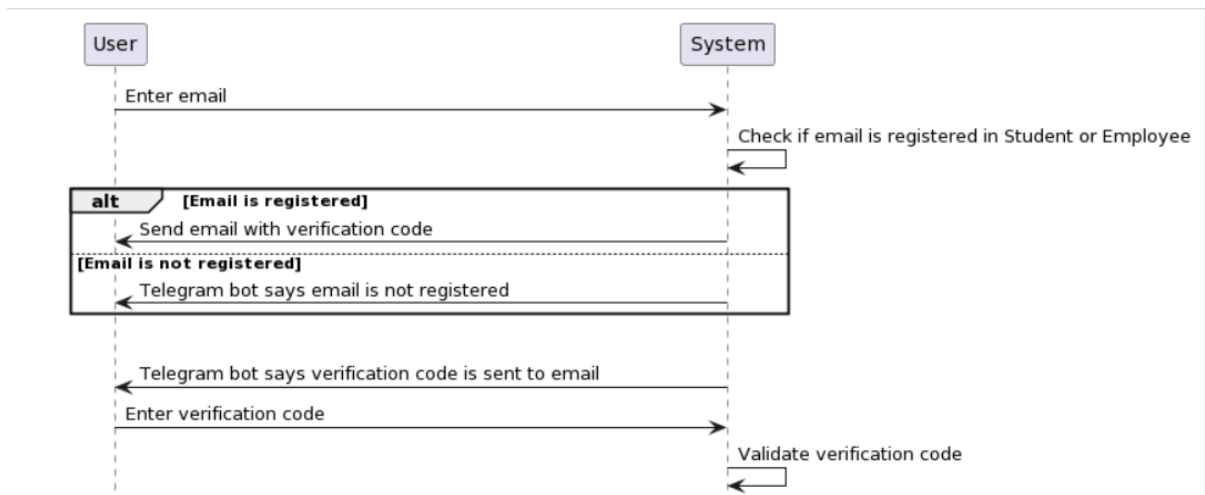 User
System
Enter email
Check if email is registered in Student or Employee
alt [Email is registered]
Send email with verification code
[Email is not registered]
Telegram bot says email is not registered
Telegram bot says verification code is sent to email
Enter verification code
Validate verification code